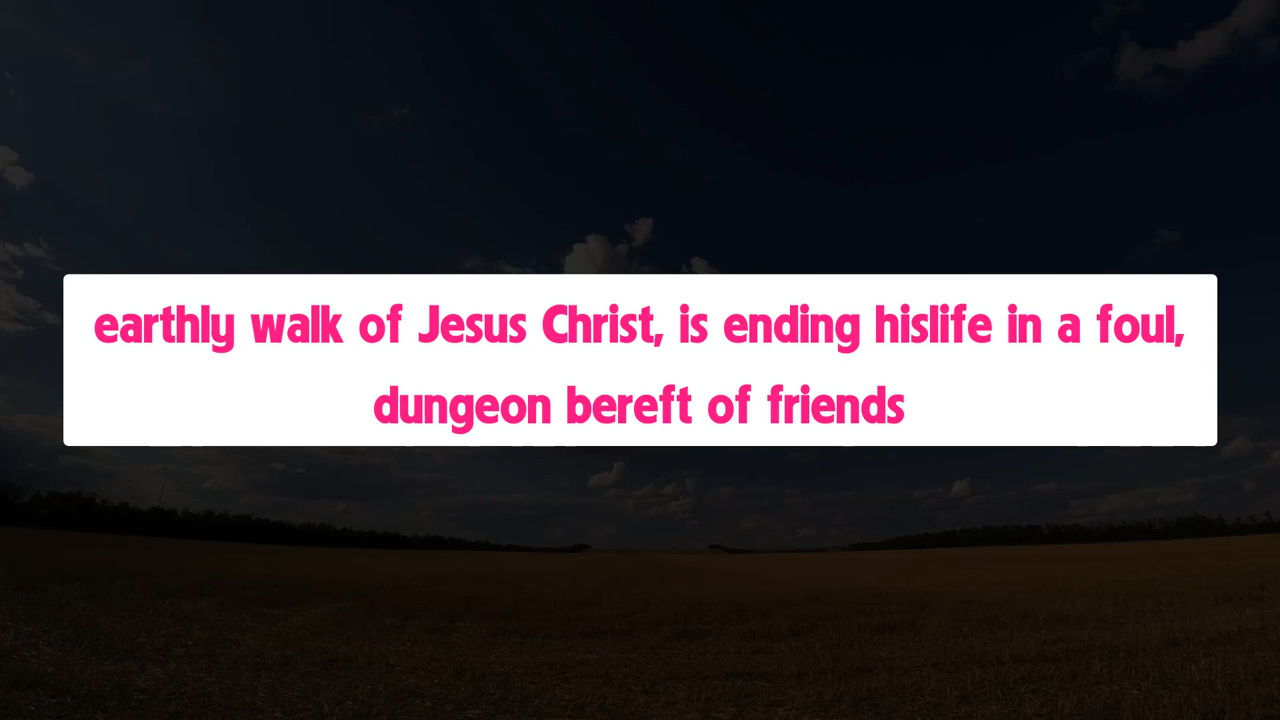 earthly walk of Jesus Christ, is ending hislife in a foul,
dungeon bereft of friends